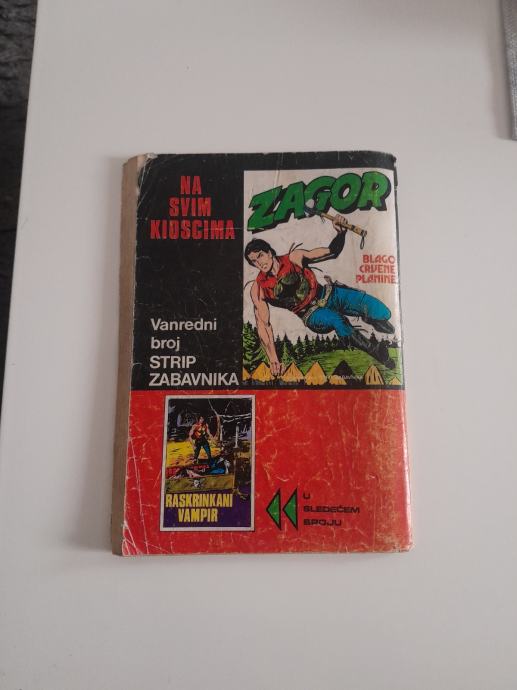 NA
SVIM
KIOSCIMA
ZAGOR
BLAGO
CRVENE
PLANINE
Vanredni
broj
STRIP
ZABAVNIKA
RASKRINKANI
VAMPIR
U
SLEDEĆEM
BROJU